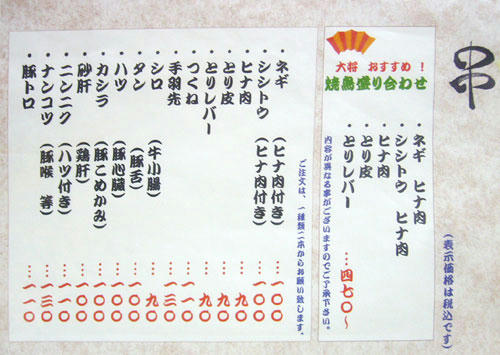 串
(表示価格は税込です)
大将 おすすめ！
焼鳥盛り合わせ
・ネギ ヒナ肉
・シシトウ ヒナ肉
・ヒナ肉
・とり皮
・とりレバー …四七〇〜
内容が異なる事がございますのでご了承下さい。
ご注文は、一種類二本からお願い致します。
・ネギ (ヒナ肉付き) …一〇〇
・シシトウ (ヒナ肉付き) …一〇〇
・ヒナ肉 …九〇
・とり皮 …九〇
・とりレバー …九〇
・つくね …九〇
・手羽先 …一三〇
・シロ (牛小腸) …九〇
・タン (豚舌) …一〇〇
・ハツ (豚心臓) …一〇〇
・カシラ (豚こめかみ) …一〇〇
・砂肝 (鶏肝) …一〇〇
・ニンニク (ハツ付き) …一一〇
・ナンコツ (豚喉 等) …一三〇
・豚トロ …一一〇